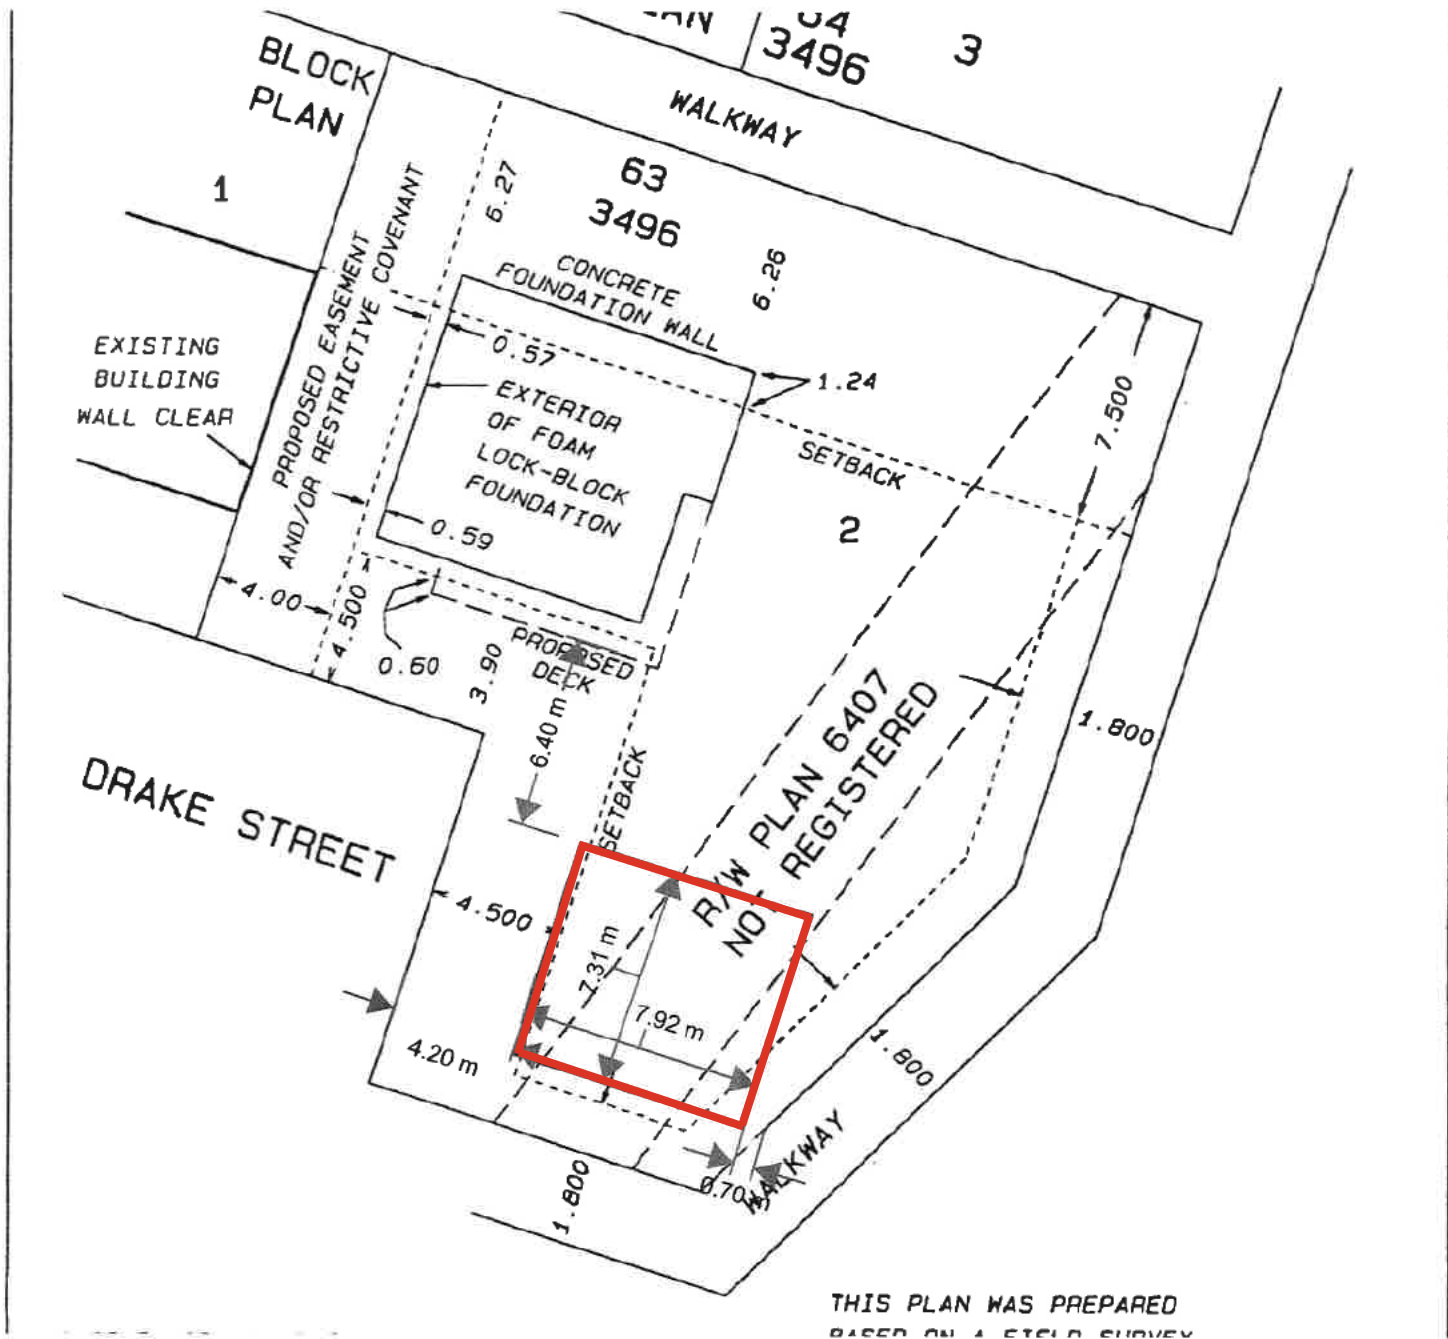 3
3496
BLOCK
PLAN
WALKWAY
1
63
3496
6.27
6.26
CONCRETE
FOUNDATION WALL
PROPOSED EASEMENT
AND/OR RESTRICTIVE COVENANT
EXISTING
BUILDING
WALL CLEAR
0.57
1.24
EXTERIOR
OF FOAM
LOCK-BLOCK
FOUNDATION
7.500
SETBACK
2
0.59
4.00
4.500
0.60
3.90
PROPOSED
DECK
6.40 m
SETBACK
R/W PLAN 6407
NOT REGISTERED
1.800
DRAKE STREET
4.500
7.31 m
7.92 m
4.20 m
1.800
WALKWAY
0.70
1.800
THIS PLAN WAS PREPARED
BASED ON A FIELD SURVEY